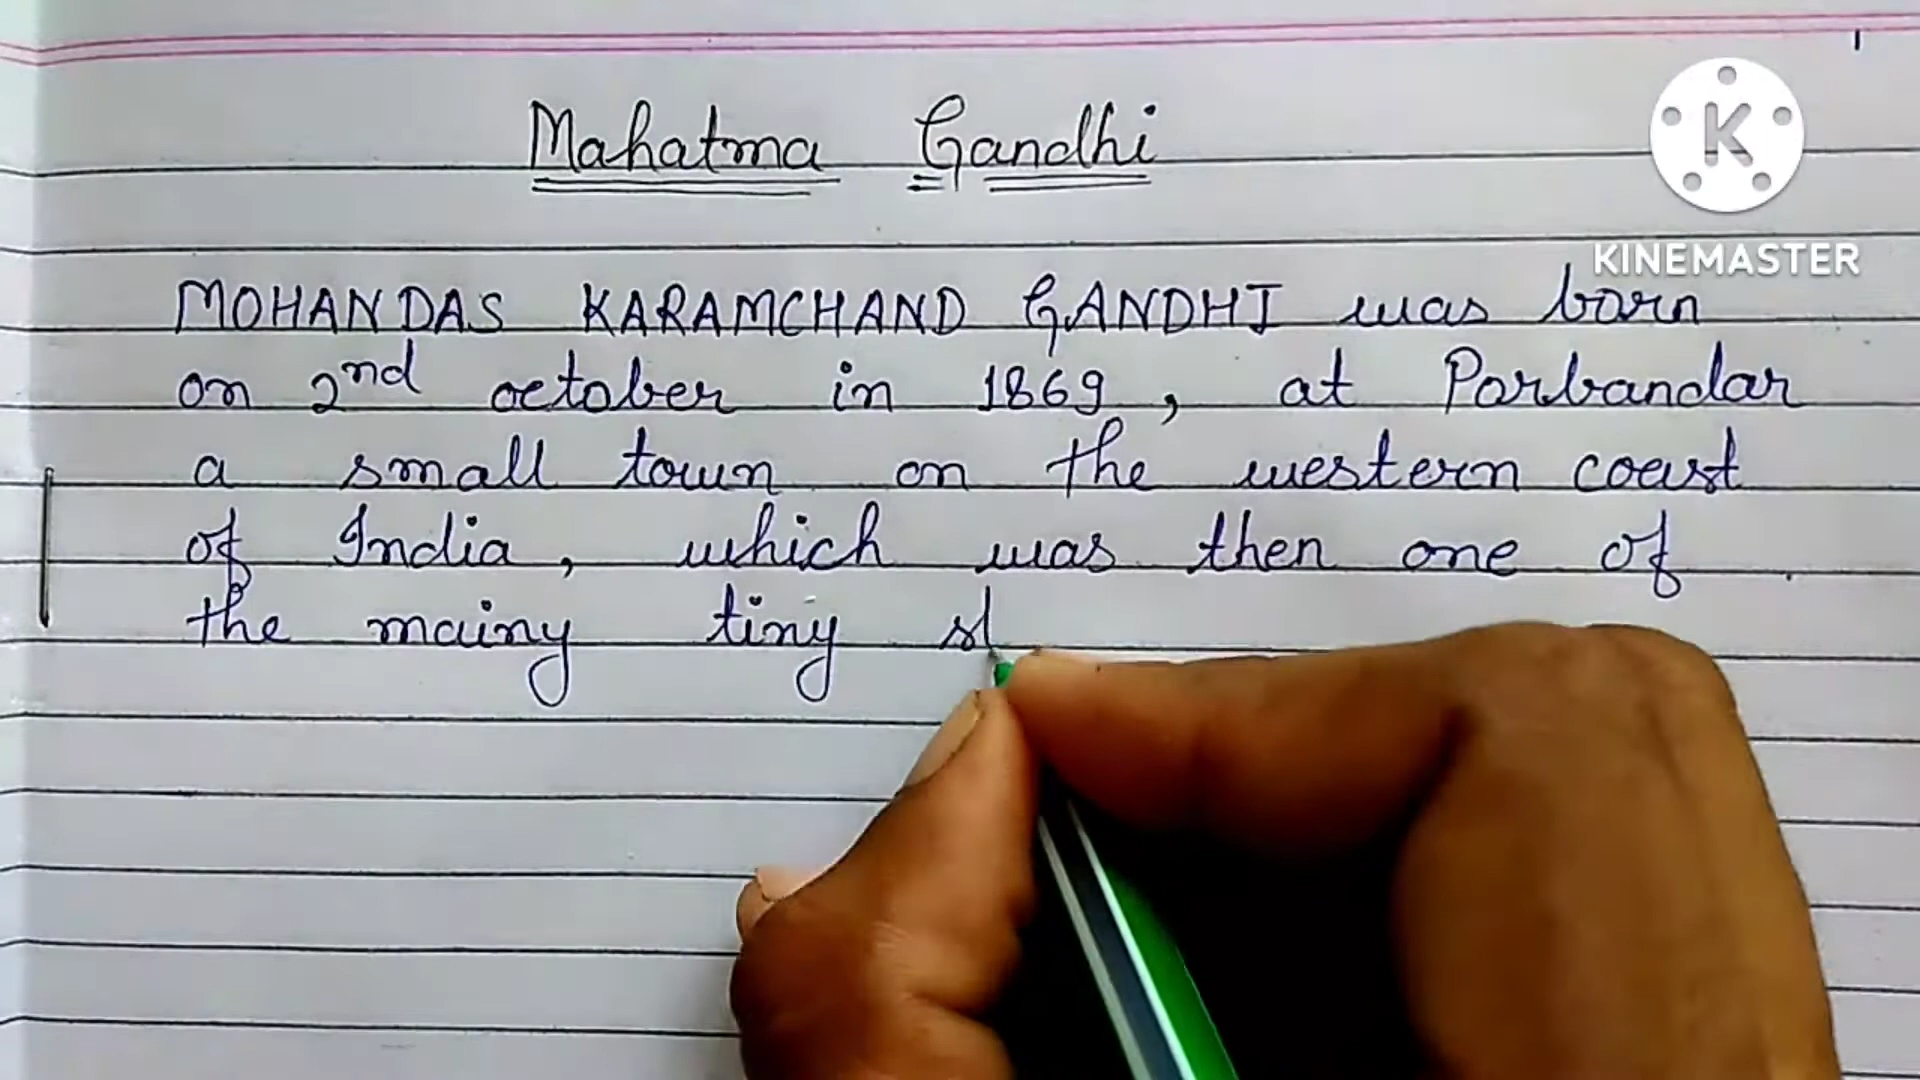 Mahatma Gandhi
KINEMASTER
MOHANDAS KARAMCHAND GANDHI was born
on 2nd october in 1869, at Porbandar
a small town on the western coast
of India, which was then one of
the mainy tiny